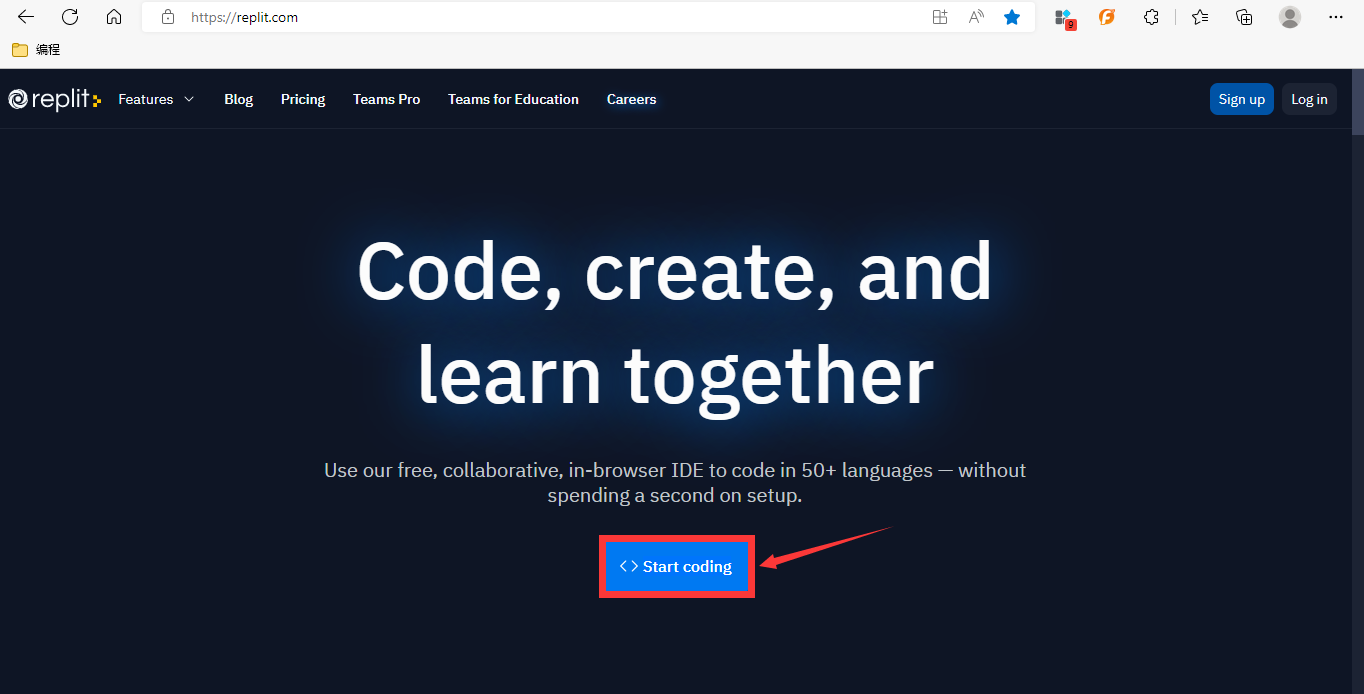 https://replit.com
9
编程
replit
Features
Blog
Pricing
Teams Pro
Teams for Education
Careers
Sign up
Log in
Code, create, and
learn together
Use our free, collaborative, in-browser IDE to code in 50+ languages — without
spending a second on setup.
<> Start coding